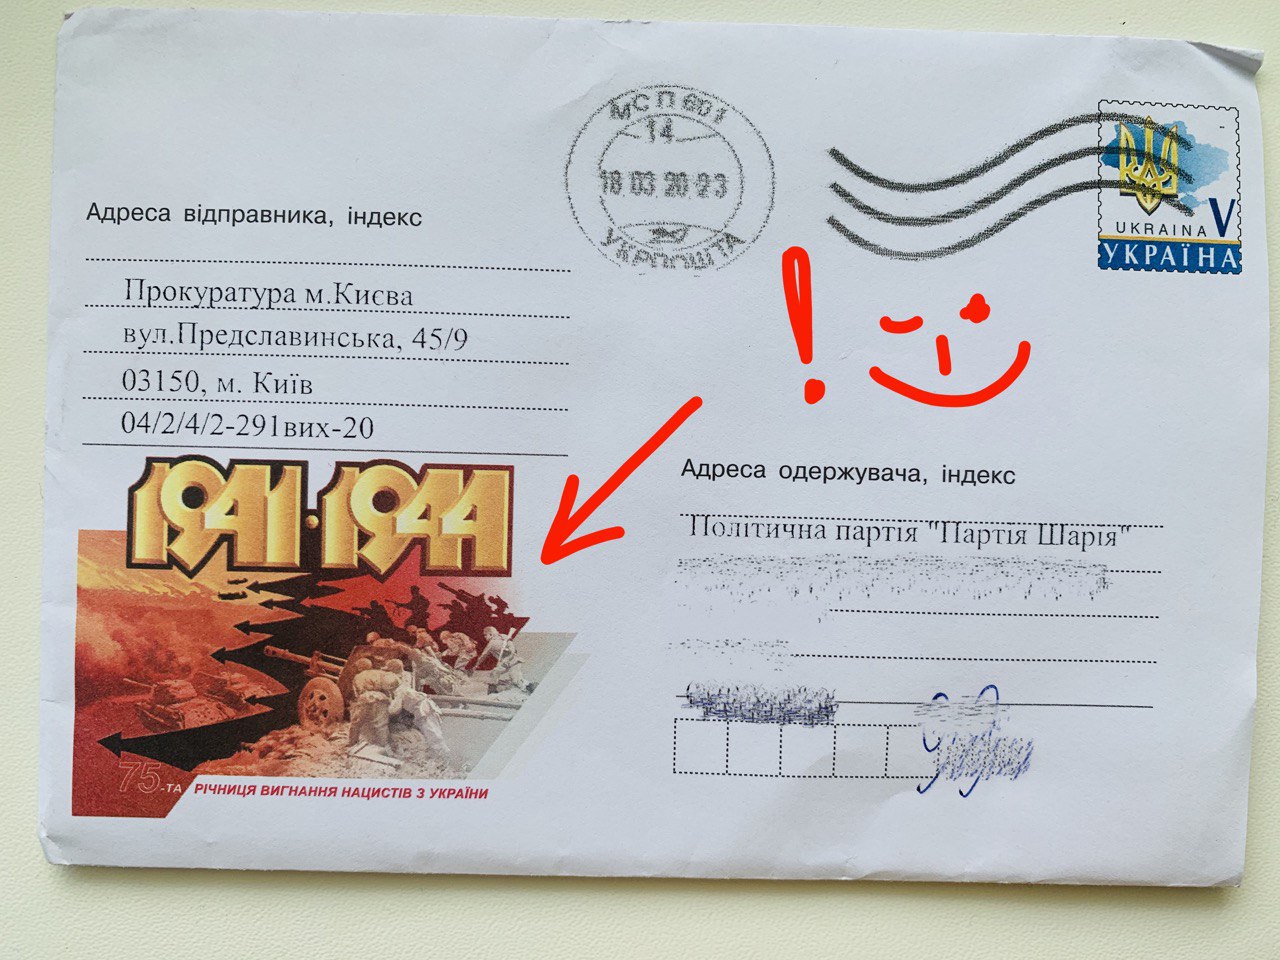 МСП 601
14
18 03 20 23
УКРПОШТА
UKRAINA V
УКРАЇНА
Адреса відправника, індекс
Прокуратура м.Києва
вул.Предславинська, 45/9
03150, м. Київ
04/2/4/2-291вих-20
1941·1944
75-ТА РІЧНИЦЯ ВИГНАННЯ НАЦИСТІВ З УКРАЇНИ
Адреса одержувача, індекс
Політична партія "Партія Шарія"